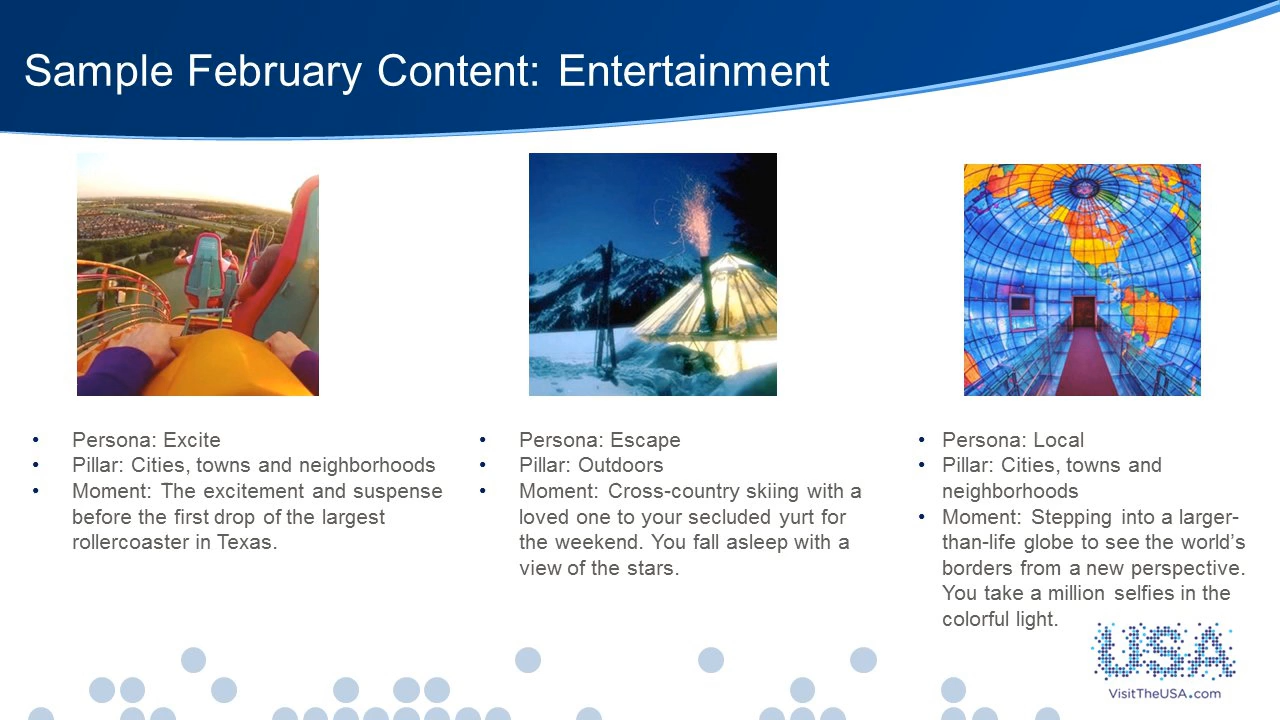 Sample February Content: Entertainment
• Persona: Excite
• Pillar: Cities, towns and neighborhoods
• Moment: The excitement and suspense
before the first drop of the largest
rollercoaster in Texas.
• Persona: Escape
• Pillar: Outdoors
• Moment: Cross-country skiing with a
loved one to your secluded yurt for
the weekend. You fall asleep with a
view of the stars.
• Persona: Local
• Pillar: Cities, towns and
neighborhoods
• Moment: Stepping into a larger-
than-life globe to see the world's
borders from a new perspective.
You take a million selfies in the
colorful light.
USA
VisitTheUSA.com